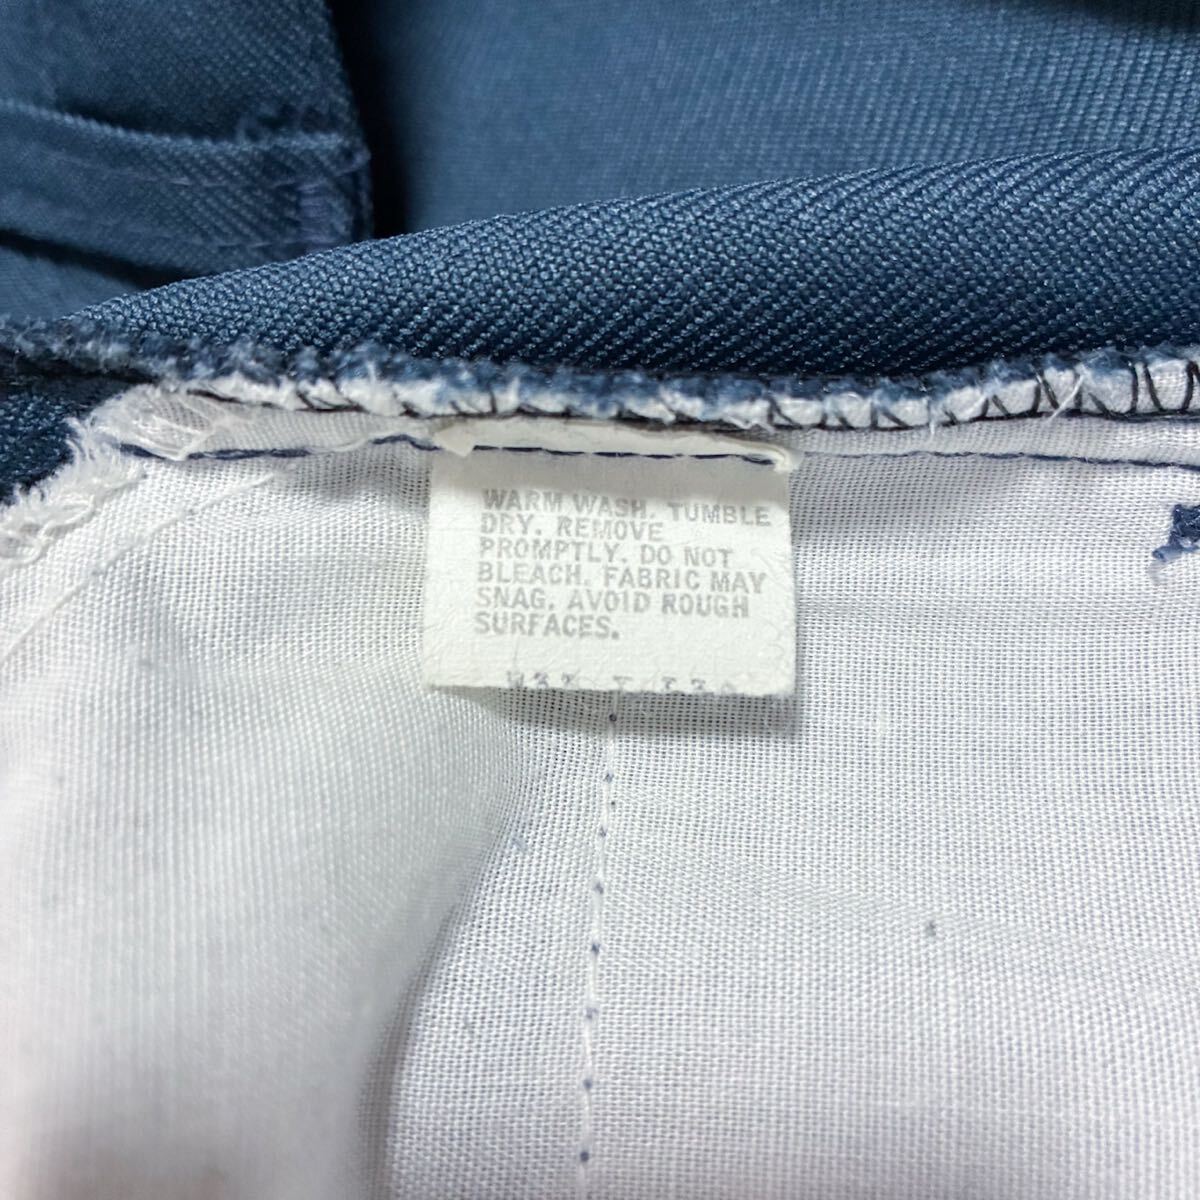 WARM WASH. TUMBLE
DRY. REMOVE
PROMPTLY. DO NOT
BLEACH. FABRIC MAY
SNAG. AVOID ROUGH
SURFACES.